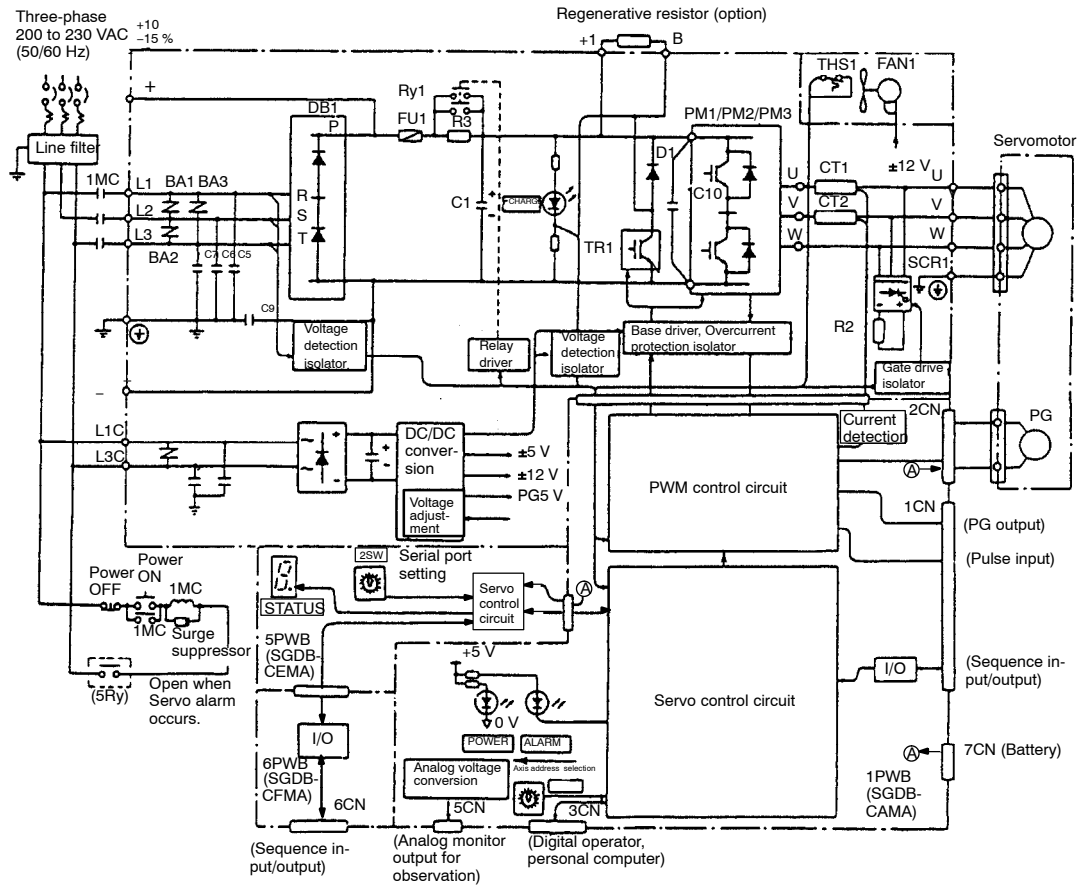 Three-phase
200 to 230 VAC +10
–15 %
(50/60 Hz)
Regenerative resistor (option)
+1
B
THS1 FAN1
+
Ry1
DB1
P
FU1
R3
PM1/PM2/PM3
Servomotor
Line filter
D1
±12 V
1MC
L1
BA1 BA3
R
C1
CHARGE
C10
U
CT1
U
L2
S
V
CT2
V
L3
T
TR1
W
W
BA2
C7 C6 C5
SCR1
C9
R2
Voltage
detection
isolator
Relay
driver
Voltage
detection
isolator
Base driver, Overcurrent
protection isolator
Gate drive
isolator
–
2CN
PG
L1C
DC/DC
conver-
sion
±5 V
Current
detection
A
L3C
±12 V
PWM control circuit
PG5 V
Voltage
adjust-
ment
1CN
(PG output)
(Pulse input)
2SW
Serial port
setting
Power
ON
Power
OFF
1MC
8.
STATUS
Servo
control
circuit
A
1MC
Surge
suppressor
5PWB
(SGDB-
CEMA)
+5 V
(5Ry)
Open when
Servo alarm
occurs.
I/O
(Sequence in-
put/output)
Servo control circuit
0 V
I/O
POWER
ALARM
A
7CN (Battery)
6PWB
(SGDB-
CFMA)
Analog voltage
conversion
Axis address selection
1PWB
(SGDB-
CAMA)
6CN
5CN
3CN
(Sequence in-
put/output)
(Analog monitor
output for
observation)
(Digital operator,
personal computer)